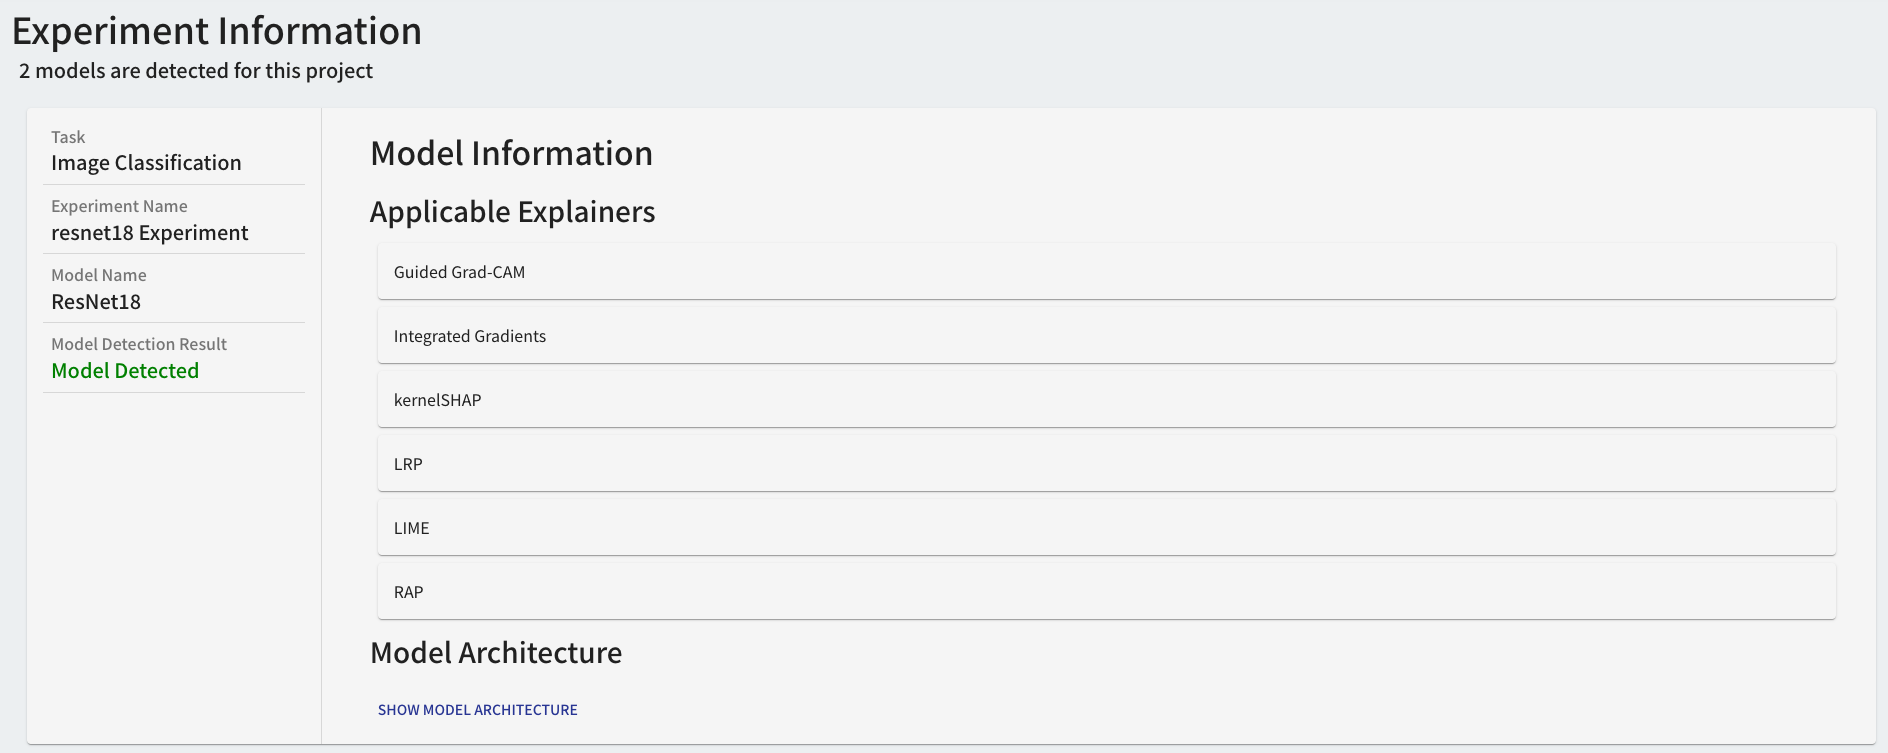 Experiment Information
2 models are detected for this project
Task
Image Classification
Experiment Name
resnet18 Experiment
Model Name
ResNet18
Model Detection Result
Model Detected
Model Information
Applicable Explainers
Guided Grad-CAM
Integrated Gradients
kernelSHAP
LRP
LIME
RAP
Model Architecture
SHOW MODEL ARCHITECTURE